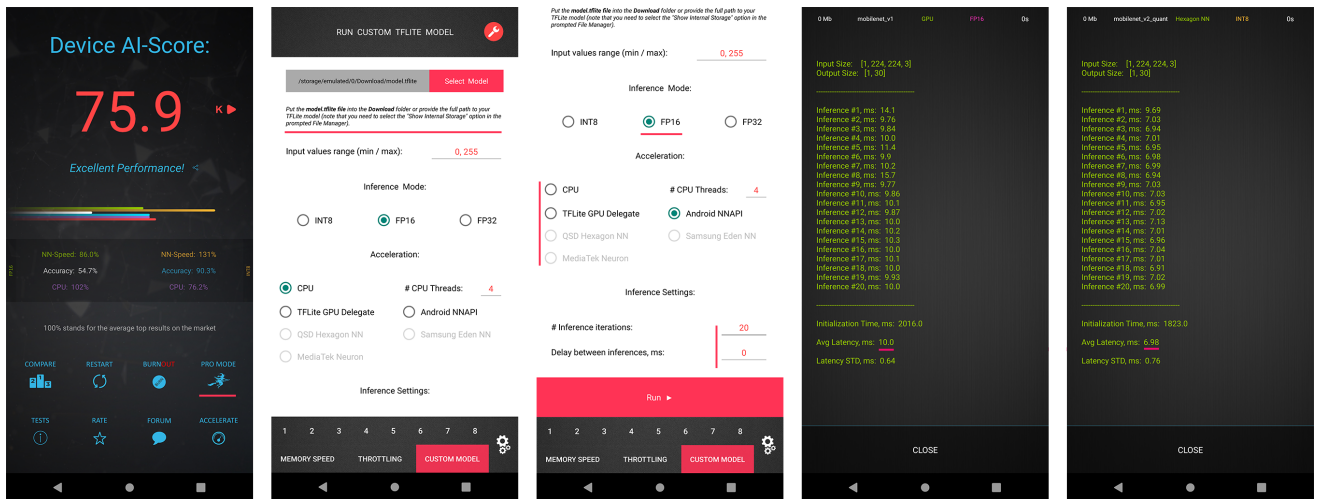 Device AI-Score:
75.9
K ▶
Excellent Performance! <
NN-Speed: 86.0%
NN-Speed: 131%
FP16
Accuracy: 54.7%
Accuracy: 90.3%
INT8
CPU: 102%
CPU: 76.2%
100% stands for the average top results on the market
COMPARE
RESTART
BURNOUT
PRO MODE
TESTS
RATE
FORUM
ACCELERATE
RUN CUSTOM TFLITE MODEL
/storage/emulated/0/Download/model.tflite
Select Model
Put the model.tflite file into the Download folder or provide the full path to your
TFLite model (note that you need to select the "Show Internal Storage" option in the
prompted File Manager).
Input values range (min / max):
0, 255
Inference Mode:
INT8
FP16
FP32
Acceleration:
CPU
# CPU Threads:
4
TFLite GPU Delegate
Android NNAPI
QSD Hexagon NN
Samsung Eden NN
MediaTek Neuron
Inference Settings:
1 2 3 4 5 6 7 8
MEMORY SPEED
THROTTLING
CUSTOM MODEL
Put the model.tflite file into the Download folder or provide the full path to your
TFLite model (note that you need to select the "Show Internal Storage" option in the
prompted File Manager).
Input values range (min / max):
0, 255
Inference Mode:
INT8
FP16
FP32
Acceleration:
CPU
# CPU Threads:
4
TFLite GPU Delegate
Android NNAPI
QSD Hexagon NN
Samsung Eden NN
MediaTek Neuron
Inference Settings:
# Inference iterations:
20
Delay between inferences, ms:
0
Run ►
1 2 3 4 5 6 7 8
MEMORY SPEED
THROTTLING
CUSTOM MODEL
0 Mb mobilenet_v1 GPU FP16 0s
Input Size: [1, 224, 224, 3]
Output Size: [1, 30]
Inference #1, ms: 14.1
Inference #2, ms: 9.76
Inference #3, ms: 9.84
Inference #4, ms: 10.0
Inference #5, ms: 11.4
Inference #6, ms: 9.9
Inference #7, ms: 10.2
Inference #8, ms: 15.7
Inference #9, ms: 9.77
Inference #10, ms: 9.86
Inference #11, ms: 10.1
Inference #12, ms: 9.87
Inference #13, ms: 10.0
Inference #14, ms: 10.2
Inference #15, ms: 10.3
Inference #16, ms: 10.0
Inference #17, ms: 10.1
Inference #18, ms: 10.0
Inference #19, ms: 9.93
Inference #20, ms: 10.0
Initialization Time, ms: 2016.0
Avg Latency, ms: 10.0
Latency STD, ms: 0.64
CLOSE
0 Mb mobilenet_v2_quant Hexagon NN INT8 0s
Input Size: [1, 224, 224, 3]
Output Size: [1, 30]
Inference #1, ms: 9.69
Inference #2, ms: 7.03
Inference #3, ms: 6.94
Inference #4, ms: 7.01
Inference #5, ms: 6.95
Inference #6, ms: 6.98
Inference #7, ms: 6.99
Inference #8, ms: 6.94
Inference #9, ms: 7.03
Inference #10, ms: 7.03
Inference #11, ms: 6.95
Inference #12, ms: 7.02
Inference #13, ms: 7.13
Inference #14, ms: 7.01
Inference #15, ms: 6.96
Inference #16, ms: 7.04
Inference #17, ms: 7.01
Inference #18, ms: 6.91
Inference #19, ms: 7.02
Inference #20, ms: 6.99
Initialization Time, ms: 1823.0
Avg Latency, ms: 6.98
Latency STD, ms: 0.76
CLOSE